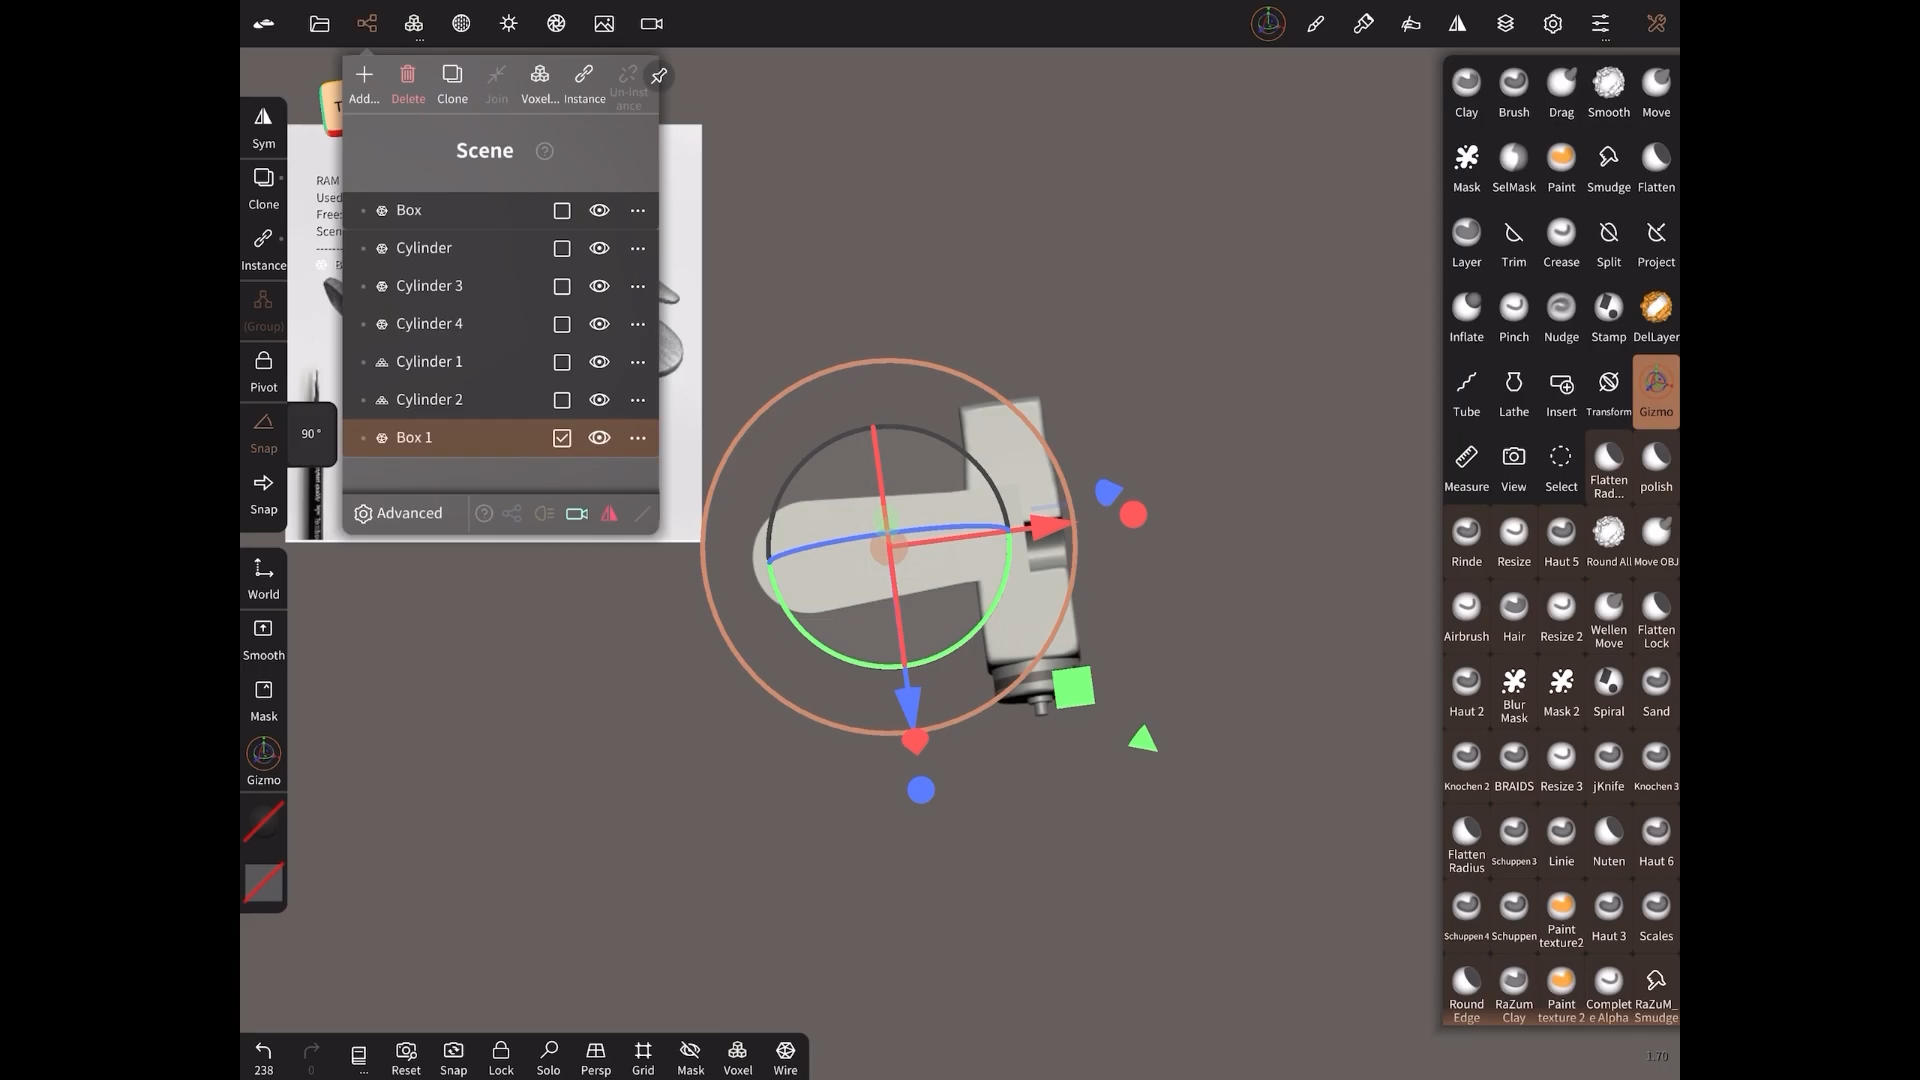 Add...
Delete
Clone
Join
Voxel...
Instance
Un-Inst
ance
Scene
Box
Cylinder
Cylinder 3
Cylinder 4
Cylinder 1
Cylinder 2
Box 1
Advanced
RAM
Used
Free:
Scen
Sym
Clone
Instance
(Group)
Pivot
Snap
90°
Snap
World
Smooth
Mask
Gizmo
238
0
...
Reset
Snap
Lock
Solo
Persp
Grid
Mask
Voxel
Wire
Clay
Brush
Drag
Smooth
Move
Mask
SelMask
Paint
Smudge
Flatten
Layer
Trim
Crease
Split
Project
Inflate
Pinch
Nudge
Stamp
DelLayer
Tube
Lathe
Insert
Transform
Gizmo
Measure
View
Select
Flatten
Rad...
polish
Rinde
Resize
Haut 5
Round All
Move OBJ
Airbrush
Hair
Resize 2
Wellen
Move
Flatten
Lock
Haut 2
Blur
Mask
Mask 2
Spiral
Sand
Knochen 2
BRAIDS
Resize 3
jKnife
Knochen 3
Flatten
Radius
Schuppen 3
Linie
Nuten
Haut 6
Schuppen 4
Schuppen
Paint
texture2
Haut 3
Scales
Round
Edge
RaZum
Clay
Paint
texture 2
Complet
e Alpha
RaZuM_
Smudge
1.70